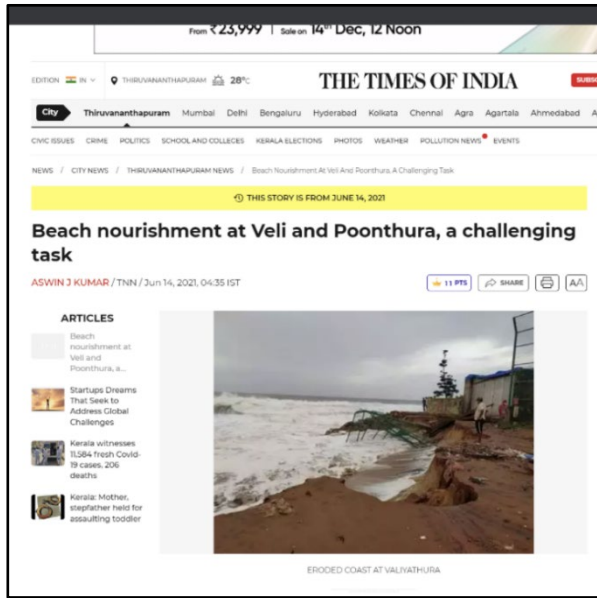 From ₹23,999 | Sale on 14th Dec, 12 Noon
EDITION IN THIRUVANANTHAPURAM 28°C THE TIMES OF INDIA
City Thiruvananthapuram Mumbai Delhi Bengaluru Hyderabad Kolkata Chennai Agra Agartala Ahmedabad
CIVIC ISSUES CRIME POLITICS SCHOOL AND COLLEGES KERALA ELECTIONS PHOTOS WEATHER POLLUTION NEWS EVENTS
NEWS / CITY NEWS / THIRUVANANTHAPURAM NEWS / Beach Nourishment At Veli And Poonthura, A Challenging Task
THIS STORY IS FROM JUNE 14, 2021
Beach nourishment at Veli and Poonthura, a challenging
task
ASWIN J KUMAR / TNN / Jun 14, 2021, 04:35 IST
11 PTS SHARE AA
ARTICLES
Beach
nourishment at
Veli and
Poonthura, a...
Startups Dreams
That Seek to
Address Global
Challenges
Kerala witnesses
11,584 fresh Covid-
19 cases, 206
deaths
Kerala: Mother,
stepfather held for
assaulting toddler
ERODED COAST AT VALIYATHURA